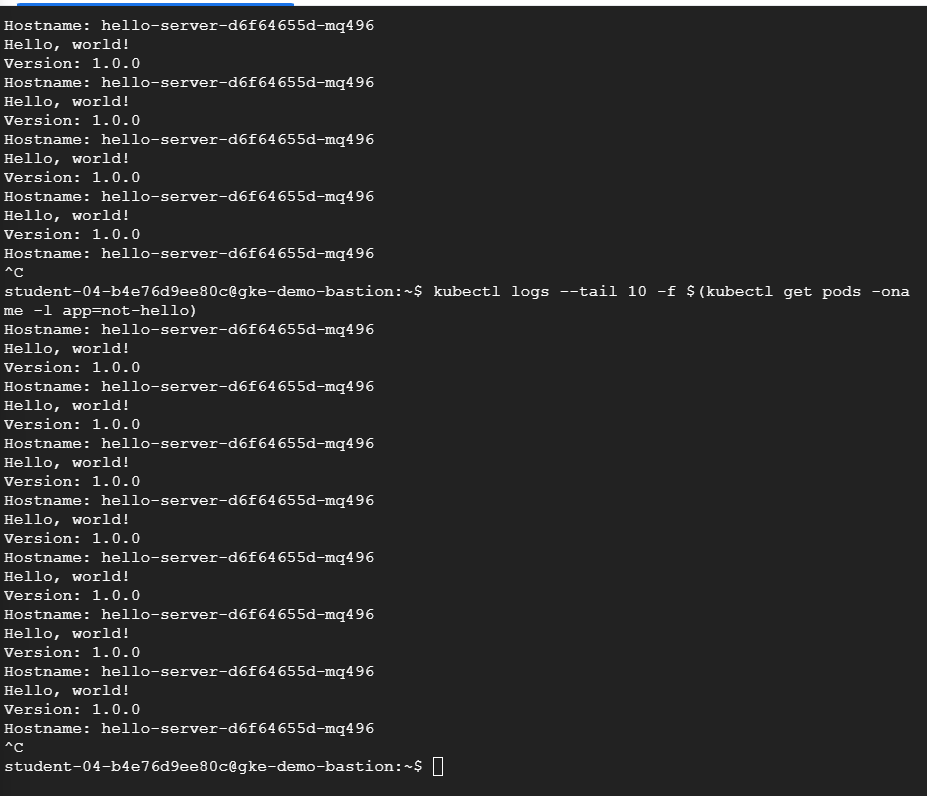 Hostname: hello-server-d6f64655d-mq496
Hello, world!
Version: 1.0.0
Hostname: hello-server-d6f64655d-mq496
Hello, world!
Version: 1.0.0
Hostname: hello-server-d6f64655d-mq496
Hello, world!
Version: 1.0.0
Hostname: hello-server-d6f64655d-mq496
Hello, world!
Version: 1.0.0
Hostname: hello-server-d6f64655d-mq496
^C
student-04-b4e76d9ee80c@gke-demo-bastion:~$ kubectl logs --tail 10 -f $(kubectl get pods -ona
me -l app=not-hello)
Hostname: hello-server-d6f64655d-mq496
Hello, world!
Version: 1.0.0
Hostname: hello-server-d6f64655d-mq496
Hello, world!
Version: 1.0.0
Hostname: hello-server-d6f64655d-mq496
Hello, world!
Version: 1.0.0
Hostname: hello-server-d6f64655d-mq496
Hello, world!
Version: 1.0.0
Hostname: hello-server-d6f64655d-mq496
Hello, world!
Version: 1.0.0
Hostname: hello-server-d6f64655d-mq496
Hello, world!
Version: 1.0.0
Hostname: hello-server-d6f64655d-mq496
Hello, world!
Version: 1.0.0
Hostname: hello-server-d6f64655d-mq496
^C
student-04-b4e76d9ee80c@gke-demo-bastion:~$